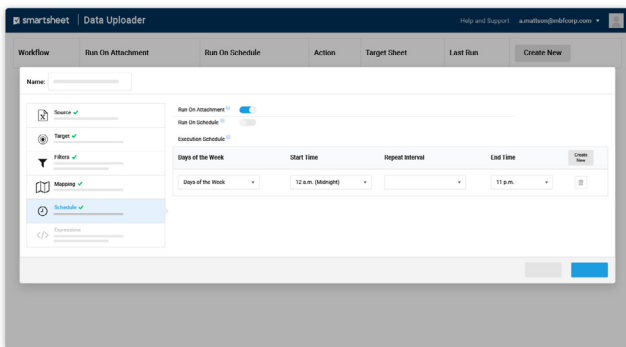 smartsheet | Data Uploader
Help and Support a.mattson@mbfcorp.com
Workflow Run On Attachment Run On Schedule Action Target Sheet Last Run Create New
Name:
Source
Target
Filters
Mapping
Schedule
Expressions
Run On Attachment
Run On Schedule
Execution Schedule
Days of the Week Start Time Repeat Interval End Time Create
New
Days of the Week 12 a.m. (Midnight) 11 p.m.